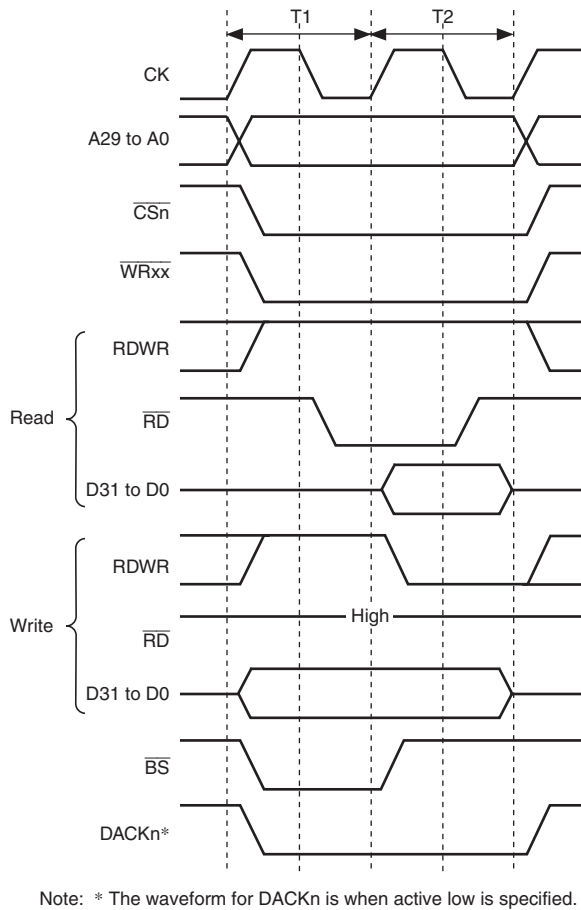 T1 T2
CK
A29 to A0
CSn
WRxx
RDWR
Read
RD
D31 to D0
RDWR
High
Write
RD
D31 to D0
BS
DACKn*
Note: * The waveform for DACKn is when active low is specified.